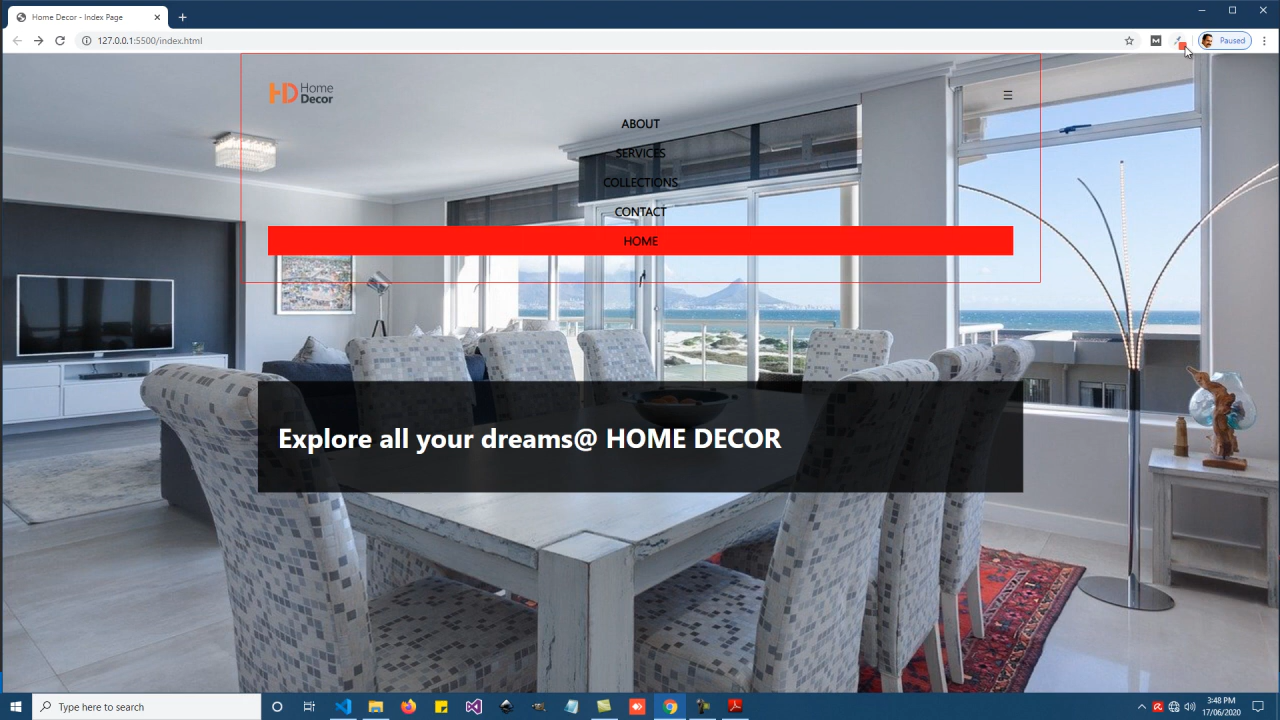 Home Decor - Index Page
127.0.0.1:5500/index.html
Paused
HD Home
Decor
ABOUT
SERVICES
COLLECTIONS
CONTACT
HOME
Explore all your dreams@ HOME DECOR
Type here to search
3:48 PM
17/06/2020